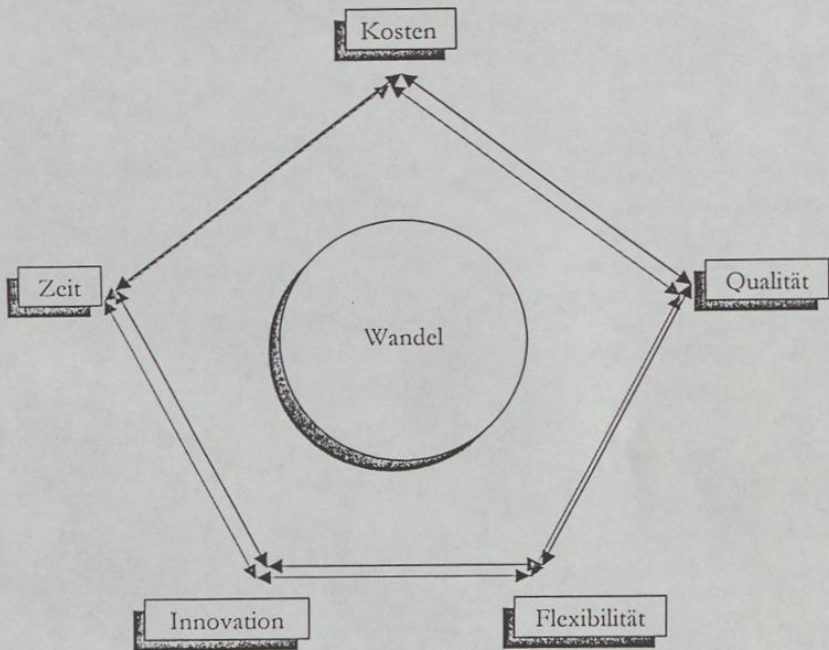 Kosten
Zeit
Qualität
Wandel
Innovation
Flexibilität